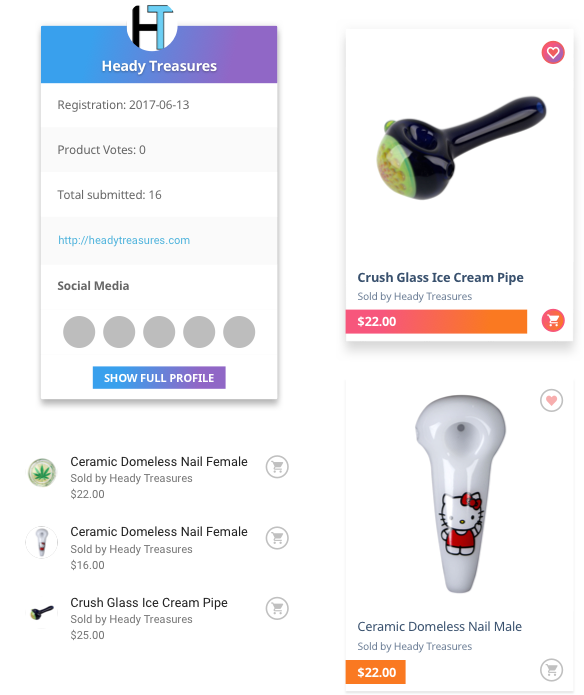 HT
Heady Treasures
Registration: 2017-06-13
Product Votes: 0
Total submitted: 16
http://headytreasures.com
Social Media
SHOW FULL PROFILE
Ceramic Domeless Nail Female
Sold by Heady Treasures
$22.00
Ceramic Domeless Nail Female
Sold by Heady Treasures
$16.00
Crush Glass Ice Cream Pipe
Sold by Heady Treasures
$25.00
Crush Glass Ice Cream Pipe
Sold by Heady Treasures
$22.00
Ceramic Domeless Nail Male
Sold by Heady Treasures
$22.00